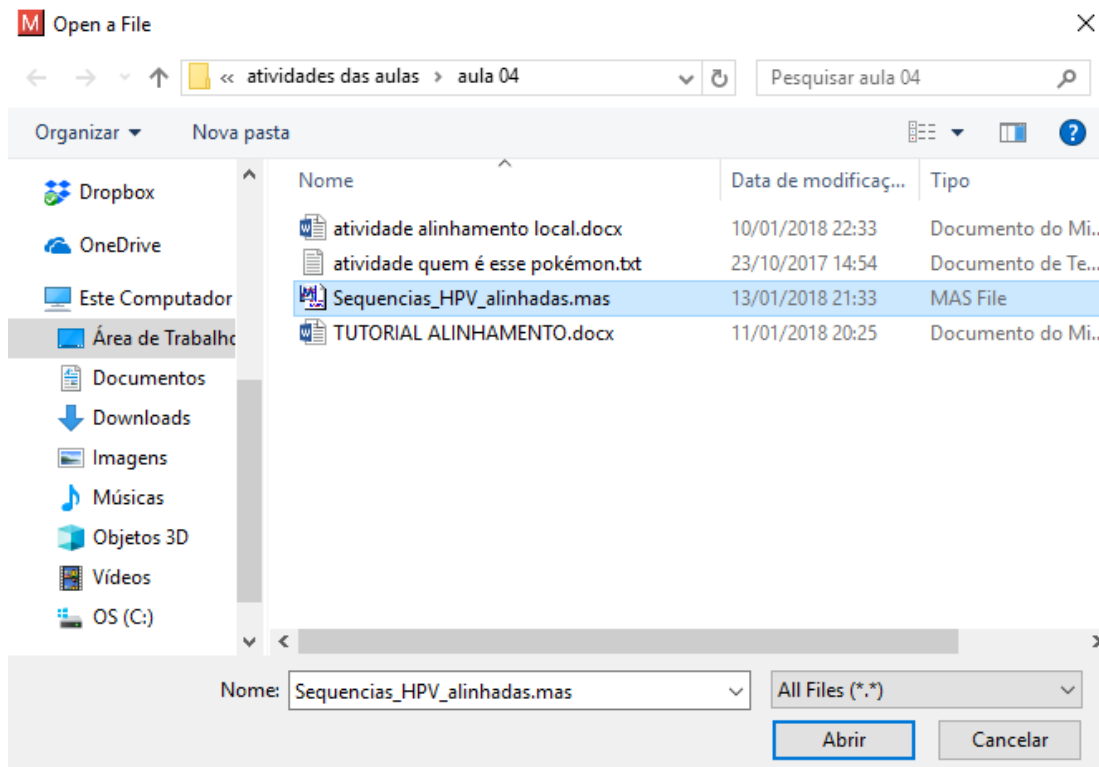 M Open a File
« atividades das aulas › aula 04
Pesquisar aula 04
Organizar
Nova pasta
Nome
Data de modificaç...
Tipo
Dropbox
OneDrive
Este Computador
Área de Trabalho
Documentos
Downloads
Imagens
Músicas
Objetos 3D
Vídeos
OS (C:)
atividade alinhamento local.docx 10/01/2018 22:33 Documento do Mi...
atividade quem é esse pokémon.txt 23/10/2017 14:54 Documento de Te...
Sequencias_HPV_alinhadas.mas 13/01/2018 21:33 MAS File
TUTORIAL ALINHAMENTO.docx 11/01/2018 20:25 Documento do Mi...
Nome: Sequencias_HPV_alinhadas.mas
All Files (*.*)
Abrir
Cancelar